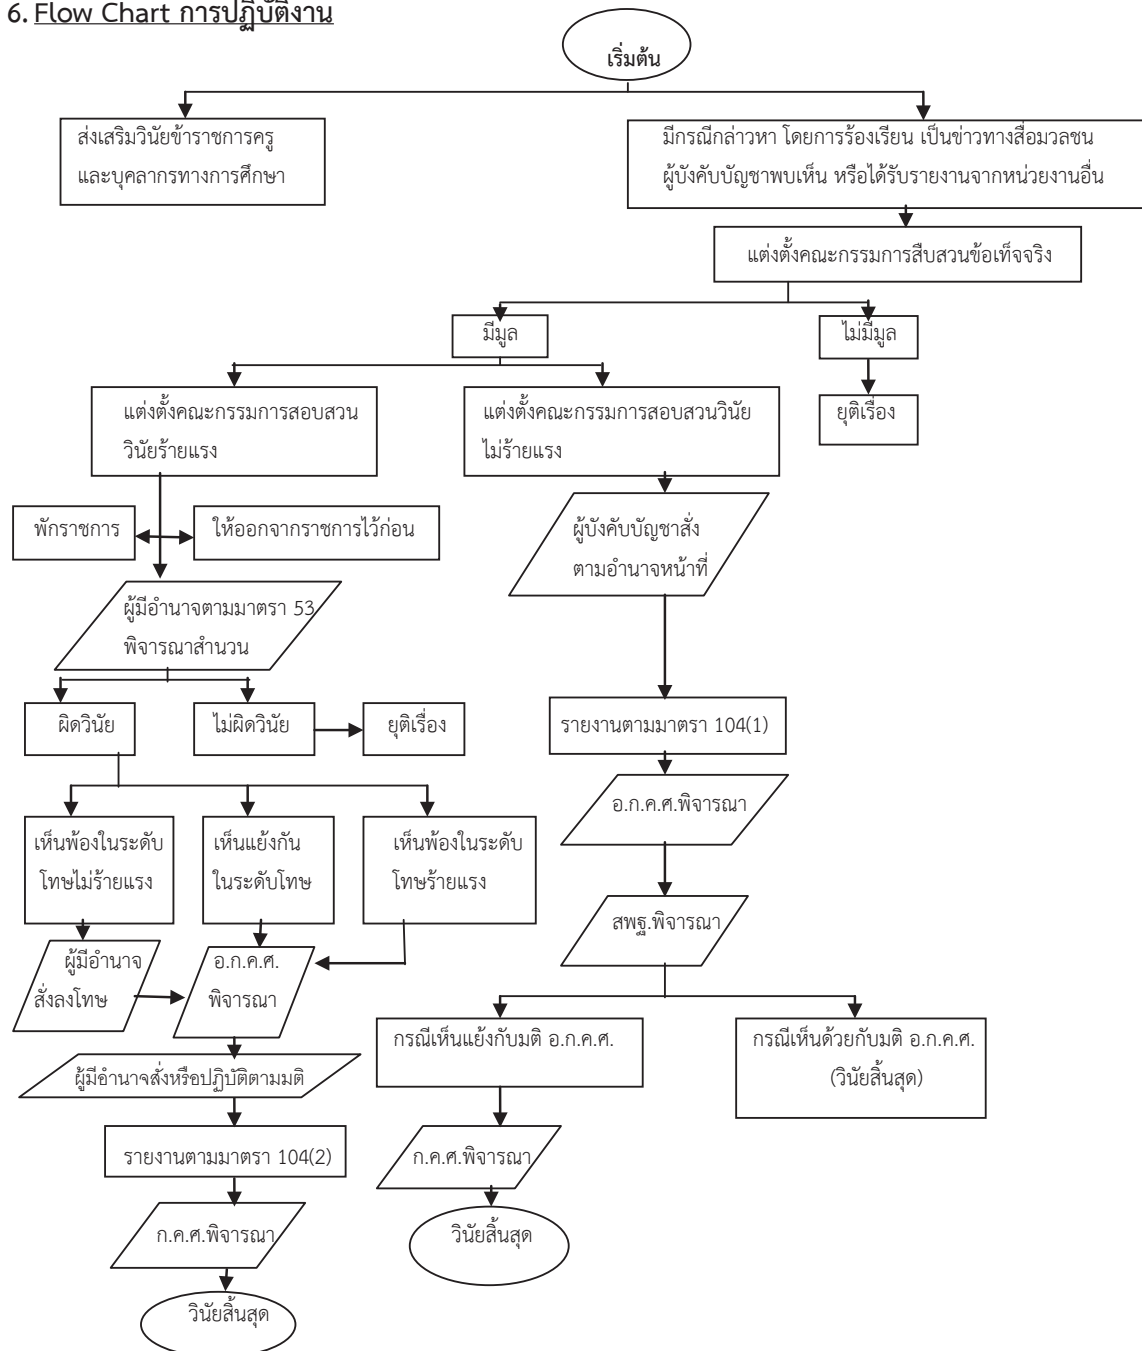 6. Flow Chart การปฏิบัติงาน
เริ่มต้น
ส่งเสริมวินัยข้าราชการครู
และบุคลากรทางการศึกษา
มีกรณีกล่าวหา โดยการร้องเรียน เป็นข่าวทางสื่อมวลชน
ผู้บังคับบัญชาพบเห็น หรือได้รับรายงานจากหน่วยงานอื่น
แต่งตั้งคณะกรรมการสืบสวนข้อเท็จจริง
มีมูล
ไม่มีมูล
ยุติเรื่อง
แต่งตั้งคณะกรรมการสอบสวน
วินัยร้ายแรง
แต่งตั้งคณะกรรมการสอบสวนวินัย
ไม่ร้ายแรง
พักราชการ
ให้ออกจากราชการไว้ก่อน
ผู้บังคับบัญชาสั่ง
ตามอำนาจหน้าที่
ผู้มีอำนาจตามมาตรา 53
พิจารณาสำนวน
ผิดวินัย
ไม่ผิดวินัย
ยุติเรื่อง
รายงานตามมาตรา 104(1)
อ.ก.ค.ศ.พิจารณา
เห็นพ้องในระดับ
โทษไม่ร้ายแรง
เห็นแย้งกัน
ในระดับโทษ
เห็นพ้องในระดับ
โทษร้ายแรง
สพฐ.พิจารณา
ผู้มีอำนาจ
สั่งลงโทษ
อ.ก.ค.ศ.
พิจารณา
กรณีเห็นแย้งกับมติ อ.ก.ค.ศ.
กรณีเห็นด้วยกับมติ อ.ก.ค.ศ.
(วินัยสิ้นสุด)
ผู้มีอำนาจสั่งหรือปฏิบัติตามมติ
รายงานตามมาตรา 104(2)
ก.ค.ศ.พิจารณา
ก.ค.ศ.พิจารณา
วินัยสิ้นสุด
วินัยสิ้นสุด